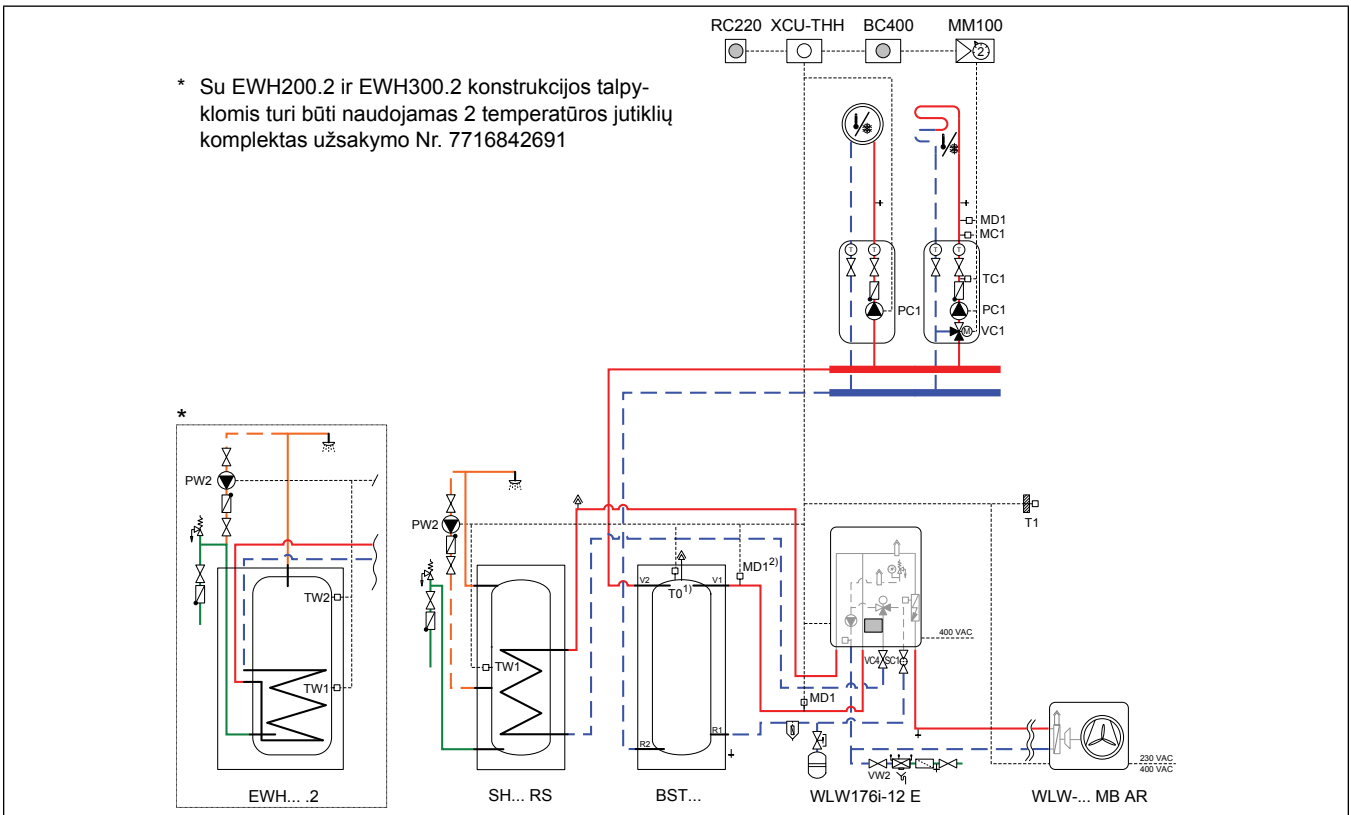 RC220 XCU-THH BC400 MM100
2
* Su EWH200.2 ir EWH300.2 konstrukcijos talpy-
klomis turi būti naudojamas 2 temperatūros jutiklių
komplektas užsakymo Nr. 7716842691
MD1
MC1
T T T T
TC1
PC1 PC1
M
VC1
*
PW2
PW2
T1
MD1²⁾
V2 V1
T0¹⁾
TW2
400 VAC
TW1
TW1
VC4 SC1
MD1
R2 R1
230 VAC
400 VAC
VW2
EWH... .2 SH... RS BST... WLW176i-12 E WLW-... MB AR